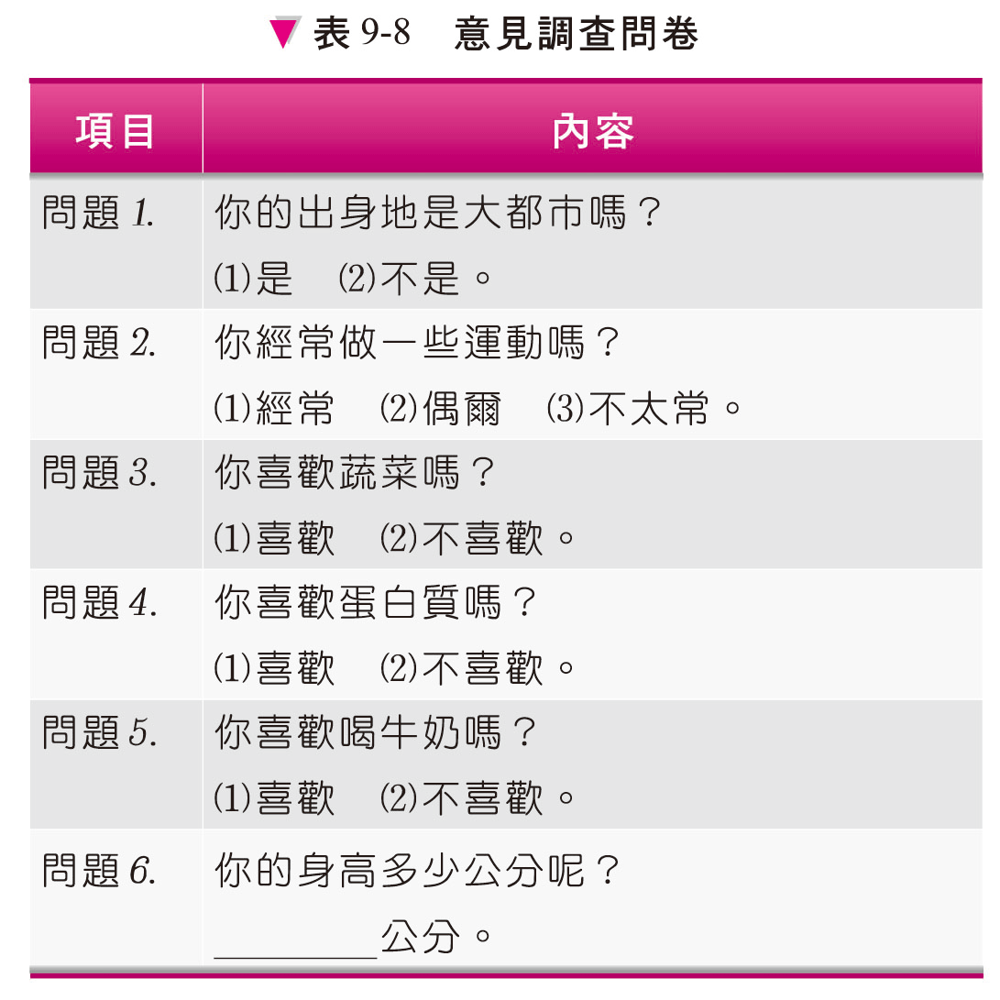 ▼ 表 9-8　意見調查問卷
項目　內容
問題 1.　你的出身地是大都市嗎？
(1)是　(2)不是。
問題 2.　你經常做一些運動嗎？
(1)經常　(2)偶爾　(3)不太常。
問題 3.　你喜歡蔬菜嗎？
(1)喜歡　(2)不喜歡。
問題 4.　你喜歡蛋白質嗎？
(1)喜歡　(2)不喜歡。
問題 5.　你喜歡喝牛奶嗎？
(1)喜歡　(2)不喜歡。
問題 6.　你的身高多少公分呢？
________公分。